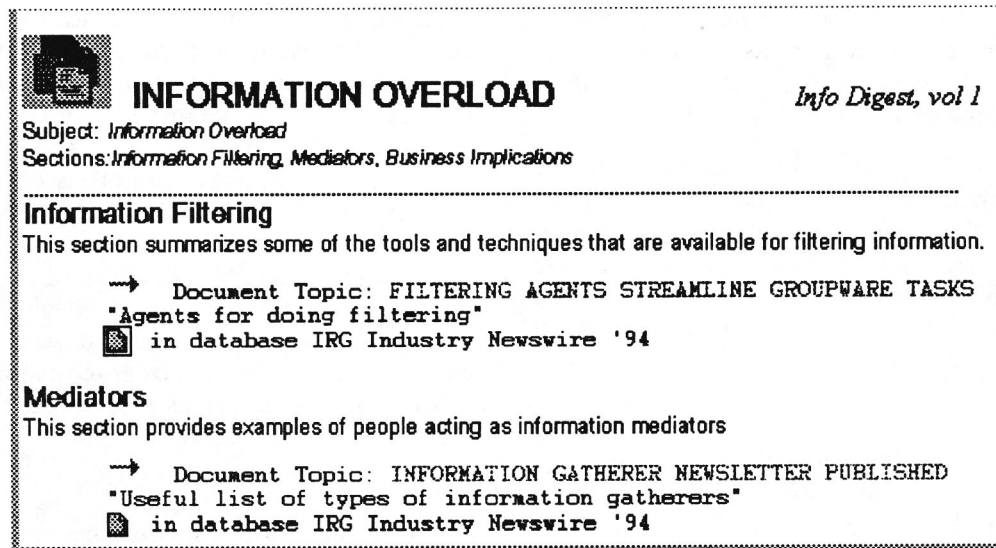 INFORMATION OVERLOAD Info Digest, vol 1
Subject: Information Overload
Sections:Information Filtering, Mediators, Business Implications
Information Filtering
This section summarizes some of the tools and techniques that are available for filtering information.
Document Topic: FILTERING AGENTS STREAMLINE GROUPWARE TASKS
"Agents for doing filtering"
in database IRG Industry Newswire '94
Mediators
This section provides examples of people acting as information mediators
Document Topic: INFORMATION GATHERER NEWSLETTER PUBLISHED
"Useful list of types of information gatherers"
in database IRG Industry Newswire '94